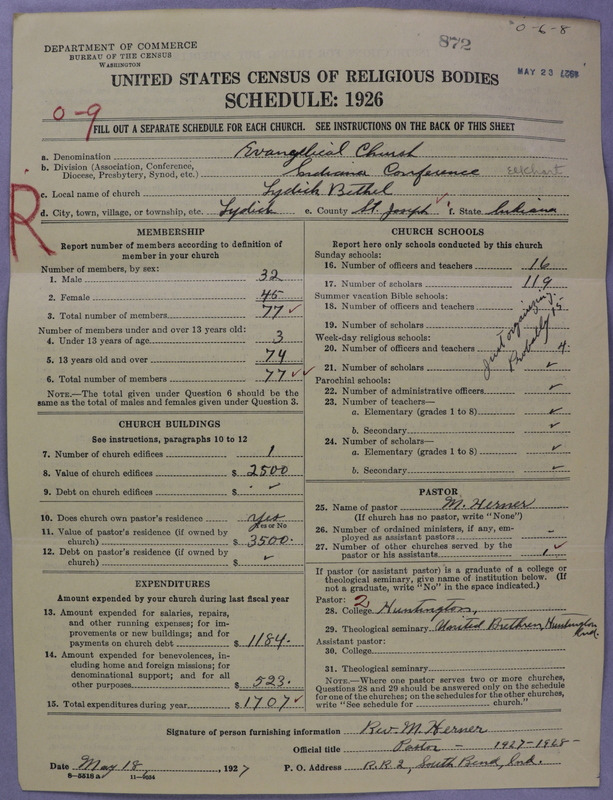 0-6-8
DEPARTMENT OF COMMERCE
BUREAU OF THE CENSUS
WASHINGTON
872
MAY 23 1927
UNITED STATES CENSUS OF RELIGIOUS BODIES
SCHEDULE: 1926
0-9
FILL OUT A SEPARATE SCHEDULE FOR EACH CHURCH. SEE INSTRUCTIONS ON THE BACK OF THIS SHEET
a. Denomination Evangelical Church
b. Division (Association, Conference, Diocese, Presbytery, Synod, etc.) Indiana Conference Elkhart
c. Local name of church Lydick Bethel
d. City, town, village, or township, etc. Lydick e. County St. Joseph ✓ f. State Indiana
R
MEMBERSHIP
Report number of members according to definition of member in your church
Number of members, by sex:
1. Male 32
2. Female 45
3. Total number of members 77 ✓
Number of members under and over 13 years old:
4. Under 13 years of age 3
5. 13 years old and over 74
6. Total number of members 77 ✓✓
NOTE.—The total given under Question 6 should be the same as the total of males and females given under Question 3.
CHURCH BUILDINGS
See instructions, paragraphs 10 to 12
7. Number of church edifices 1
8. Value of church edifices $ 2500
9. Debt on church edifices $ ✓
10. Does church own pastor's residence yes
Yes or No
11. Value of pastor's residence (if owned by church) $ 3500.
12. Debt on pastor's residence (if owned by church) $ ✓
EXPENDITURES
Amount expended by your church during last fiscal year
13. Amount expended for salaries, repairs, and other running expenses; for improvements or new buildings; and for payments on church debt $ 1184.
14. Amount expended for benevolences, including home and foreign missions; for denominational support; and for all other purposes $ 523.
15. Total expenditures during year $ 1707 ✓
CHURCH SCHOOLS
Report here only schools conducted by this church
Sunday schools:
16. Number of officers and teachers 16
17. Number of scholars 119
Summer vacation Bible schools:
18. Number of officers and teachers
19. Number of scholars
Just organizing. Probably 15
Week-day religious schools:
20. Number of officers and teachers 4
21. Number of scholars ✓
Parochial schools:
22. Number of administrative officers ✓
23. Number of teachers—
a. Elementary (grades 1 to 8) ✓
b. Secondary ✓
24. Number of scholars—
a. Elementary (grades 1 to 8) ✓
b. Secondary ✓
PASTOR
25. Name of pastor M. Herner
(If church has no pastor, write "None")
26. Number of ordained ministers, if any, employed as assistant pastors –
27. Number of other churches served by the pastor or his assistants 1 ✓
If pastor (or assistant pastor) is a graduate of a college or theological seminary, give name of institution below. (If not a graduate, write "No" in the space indicated.)
Pastor: 2
28. College Huntington,
29. Theological seminary United Brethren, Huntington Ind.
Assistant pastor:
30. College
31. Theological seminary
NOTE.—Where one pastor serves two or more churches, Questions 28 and 29 should be answered only on the schedule for one of the churches; on the schedules for the other churches, write "See schedule for church."
Signature of person furnishing information Rev. M. Herner
Official title Pastor – 1927-1928-
Date May 18, 1927 P. O. Address R.R. 2, South Bend, Ind.
8—5518 a 11—9034